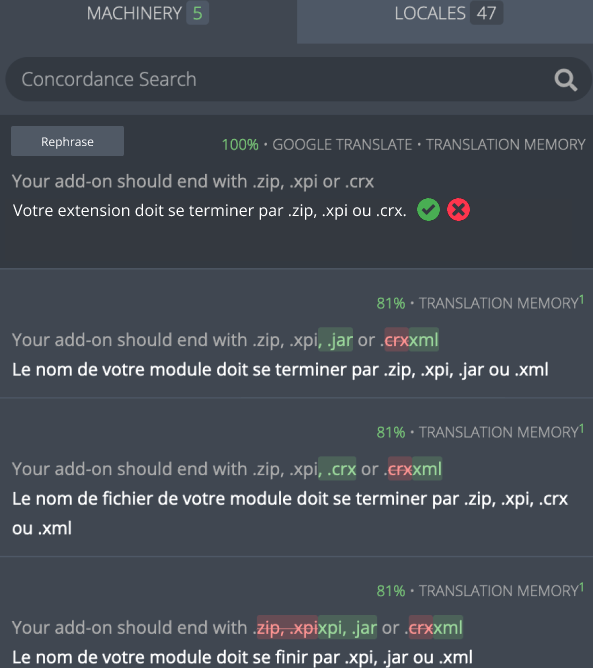 MACHINERY 5
LOCALES 47
Concordance Search
Rephrase
100% • GOOGLE TRANSLATE • TRANSLATION MEMORY
Your add-on should end with .zip, .xpi or .crx
Votre extension doit se terminer par .zip, .xpi ou .crx.
81% • TRANSLATION MEMORY1
Your add-on should end with .zip, .xpi, .jar or .crxxml
Le nom de votre module doit se terminer par .zip, .xpi, .jar ou .xml
81% • TRANSLATION MEMORY1
Your add-on should end with .zip, .xpi, .crx or .crxxml
Le nom de fichier de votre module doit se terminer par .zip, .xpi, .crx
ou .xml
81% • TRANSLATION MEMORY1
Your add-on should end with .zip, .xpixpi, .jar or .crxxml
Le nom de votre module doit se finir par .xpi, .jar ou .xml